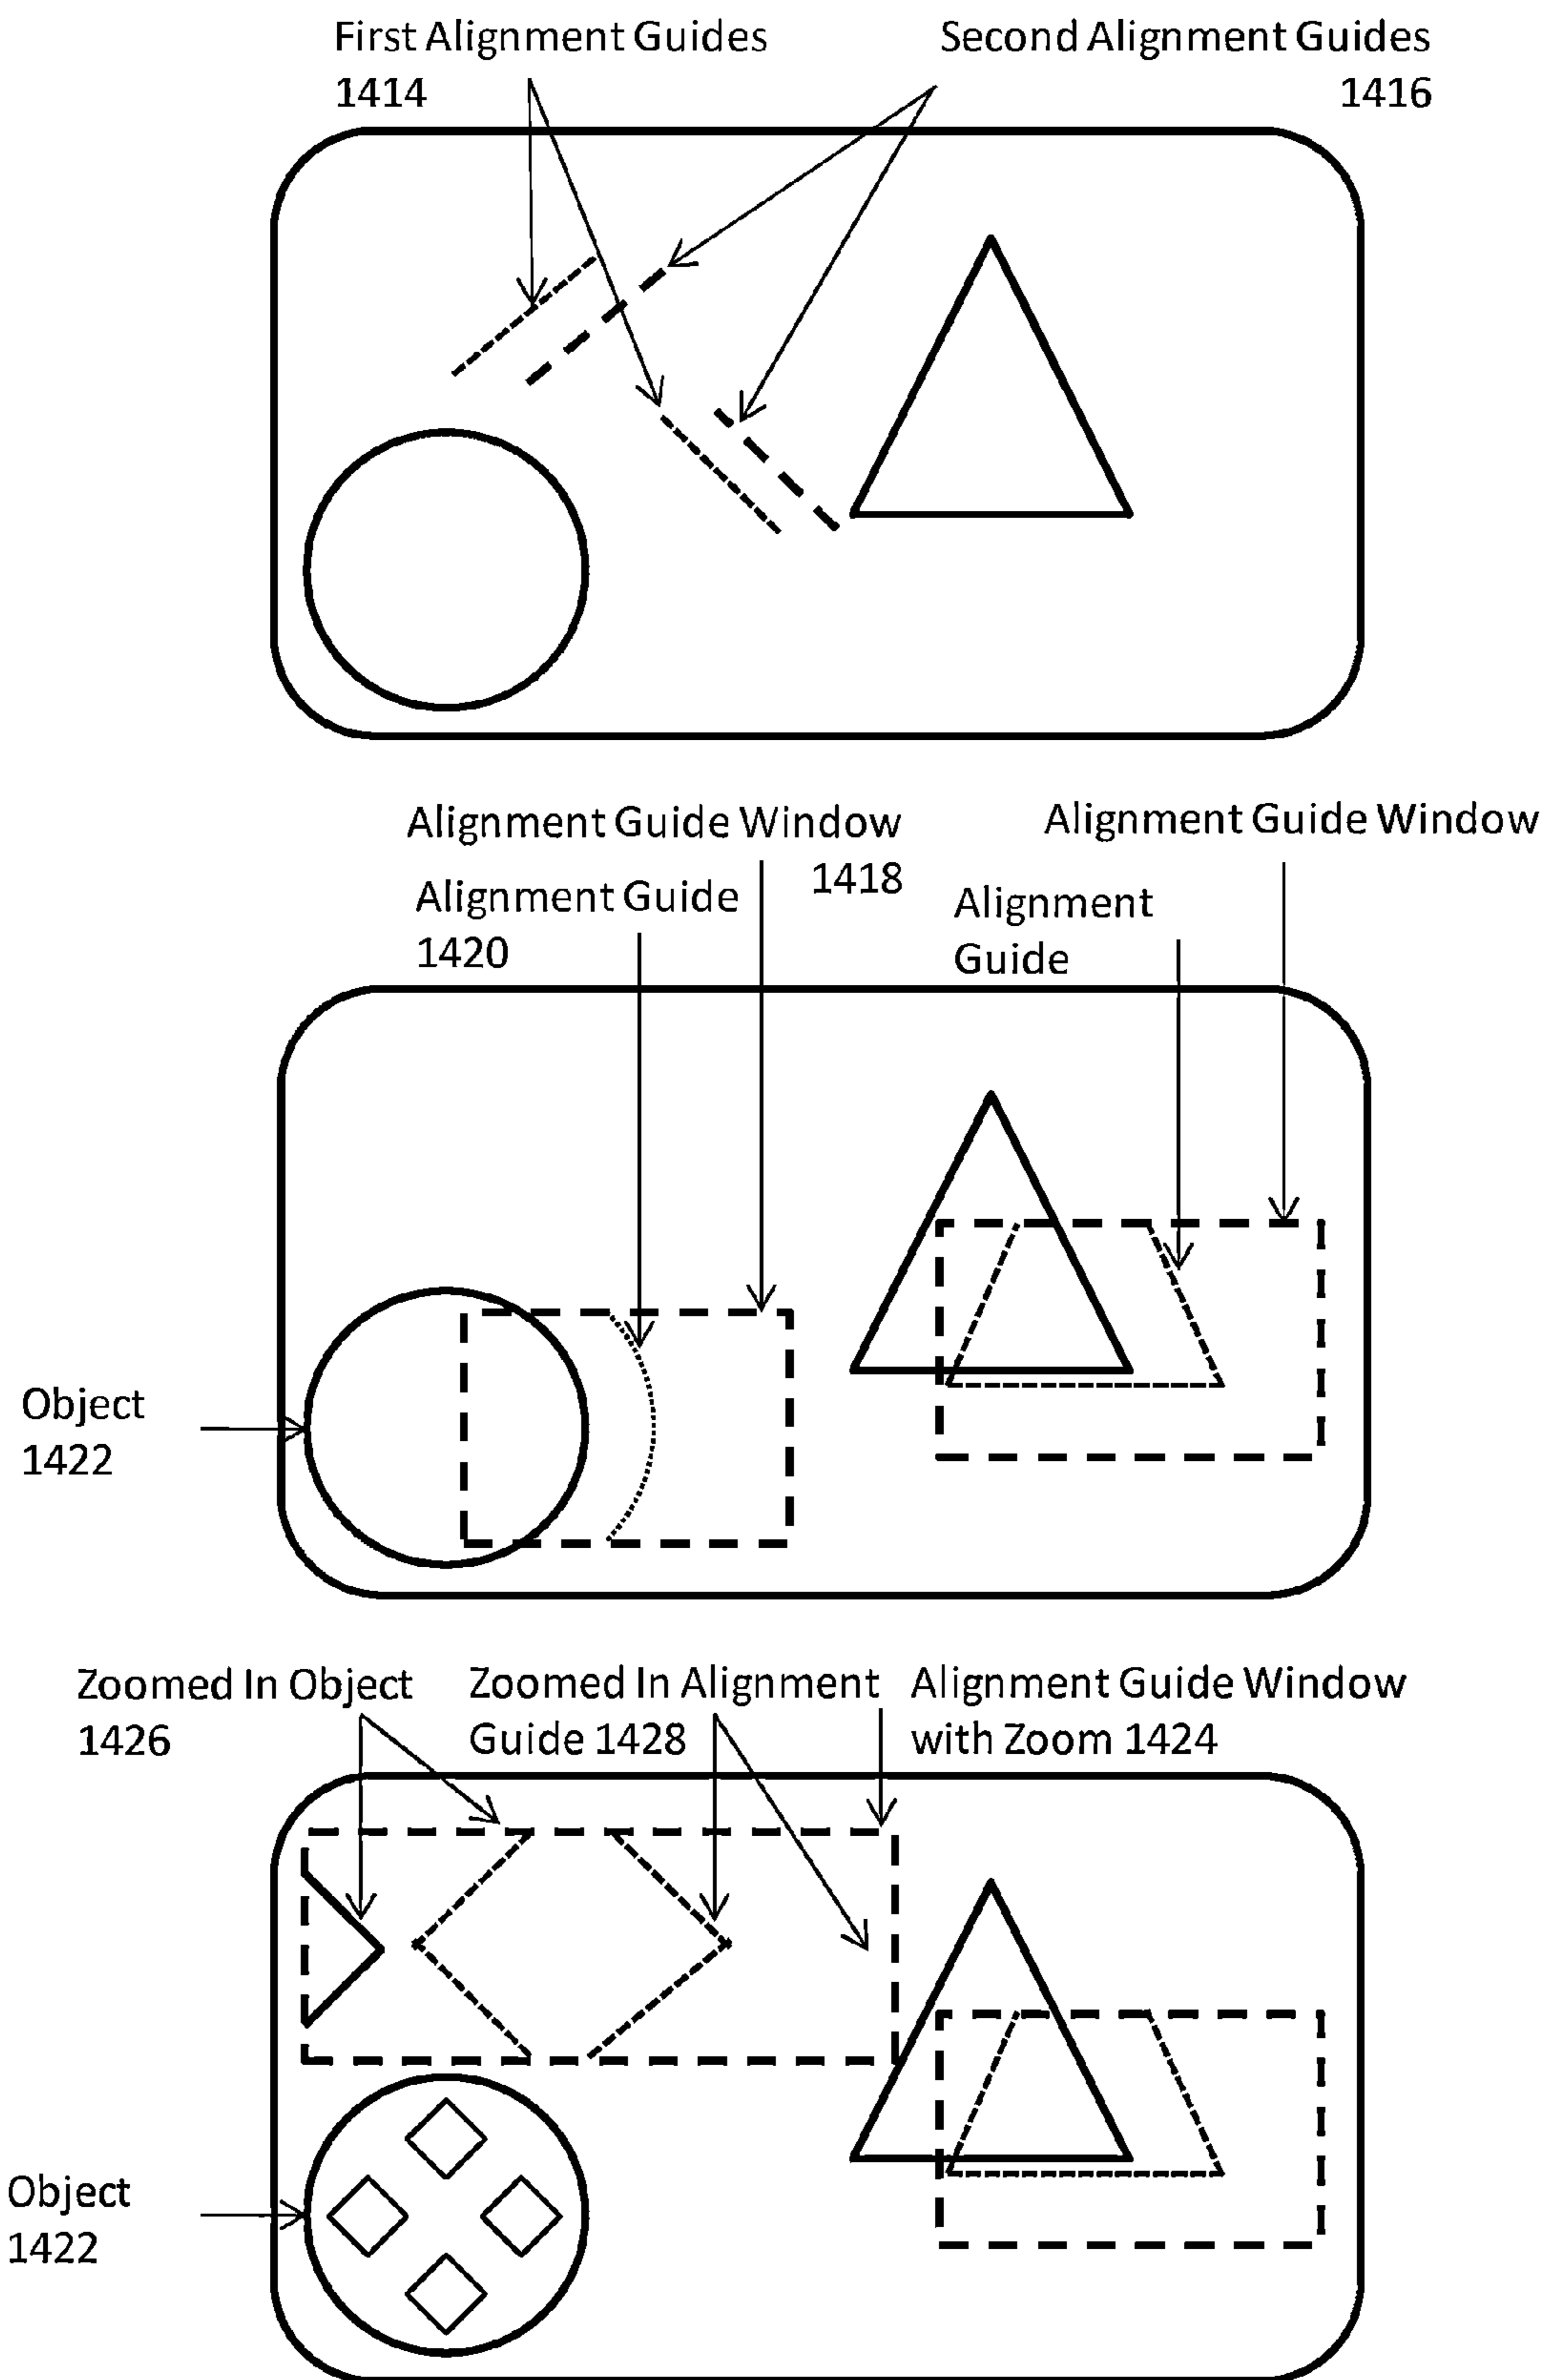 First Alignment Guides
1414
Second Alignment Guides
1416
Alignment Guide Window
1418
Alignment Guide
1420
Alignment Guide Window
Alignment
Guide
Object
1422
Zoomed In Object
1426
Zoomed In Alignment
Guide 1428
Alignment Guide Window
with Zoom 1424
Object
1422